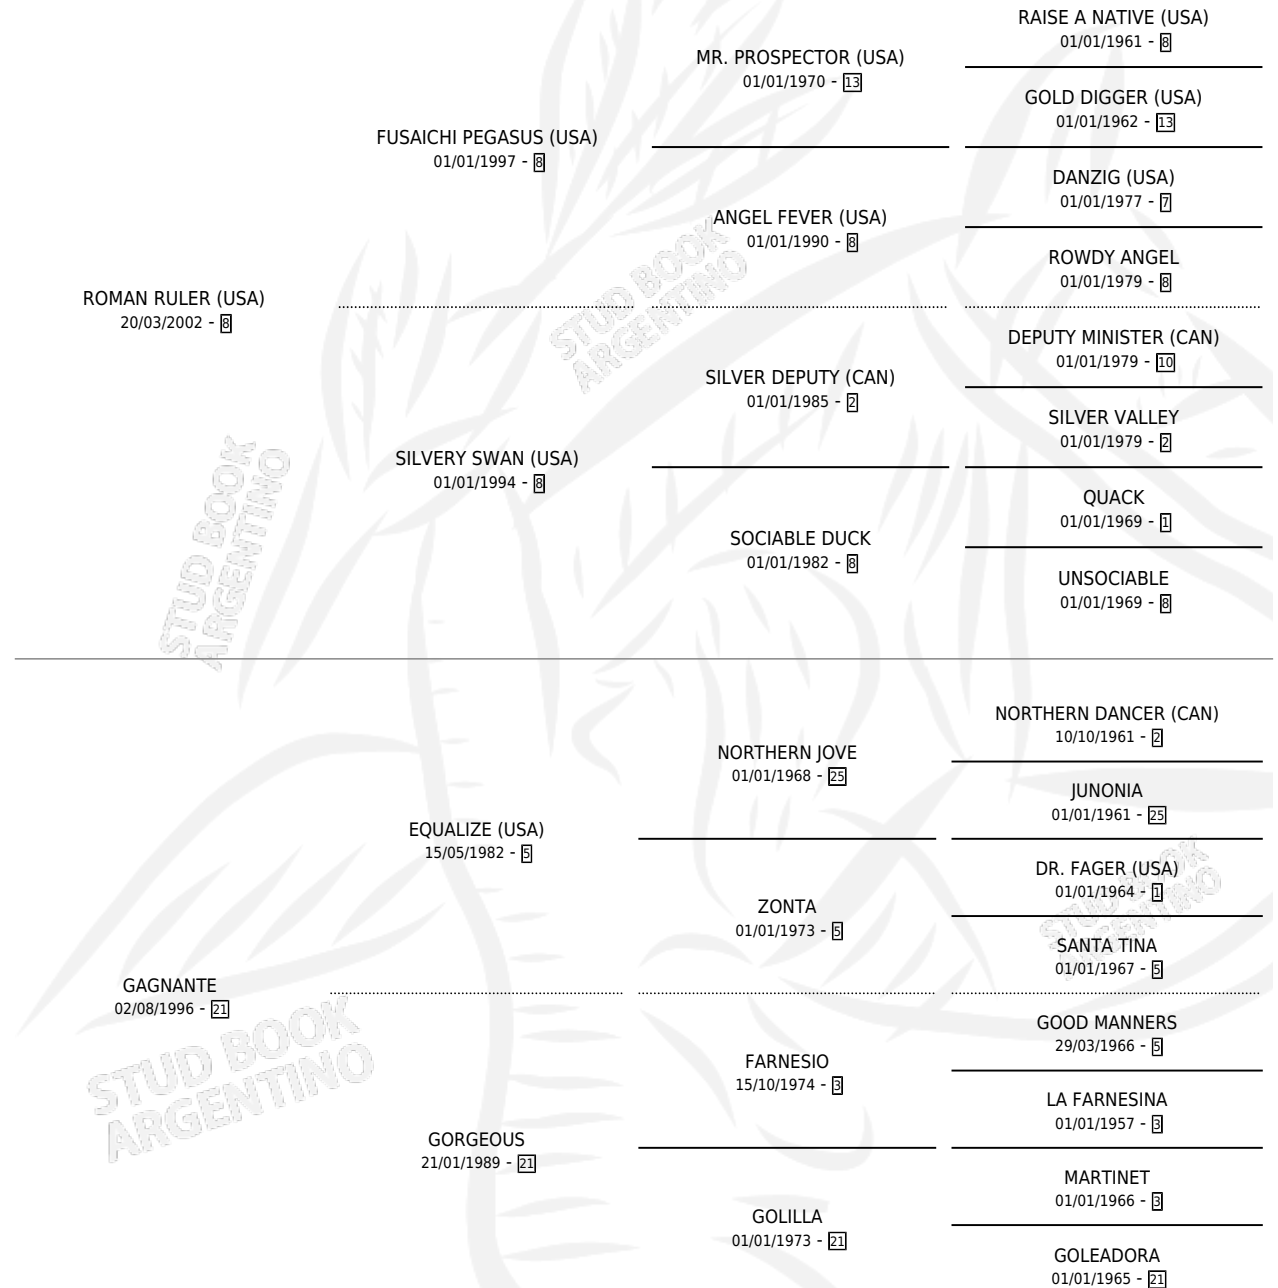 RAISE A NATIVE (USA)
01/01/1961 - 8
MR. PROSPECTOR (USA)
01/01/1970 - 13
GOLD DIGGER (USA)
01/01/1962 - 13
FUSAICHI PEGASUS (USA)
01/01/1997 - 8
DANZIG (USA)
01/01/1977 - 7
ANGEL FEVER (USA)
01/01/1990 - 8
ROWDY ANGEL
01/01/1979 - 8
ROMAN RULER (USA)
20/03/2002 - 8
DEPUTY MINISTER (CAN)
01/01/1979 - 10
SILVER DEPUTY (CAN)
01/01/1985 - 2
SILVER VALLEY
01/01/1979 - 2
SILVERY SWAN (USA)
01/01/1994 - 8
QUACK
01/01/1969 - 1
SOCIABLE DUCK
01/01/1982 - 8
UNSOCIABLE
01/01/1969 - 8
STUD BOOK
ARGENTINO
STUD BOOK
ARGENTINO
NORTHERN DANCER (CAN)
10/10/1961 - 2
NORTHERN JOVE
01/01/1968 - 25
JUNONIA
01/01/1961 - 25
EQUALIZE (USA)
15/05/1982 - 5
DR. FAGER (USA)
01/01/1964 - 1
ZONTA
01/01/1973 - 5
SANTA TINA
01/01/1967 - 5
STUD BOOK
ARGENTINO
GAGNANTE
02/08/1996 - 21
GOOD MANNERS
29/03/1966 - 5
FARNESIO
15/10/1974 - 3
LA FARNESINA
01/01/1957 - 3
GORGEOUS
21/01/1989 - 21
MARTINET
01/01/1966 - 3
GOLILLA
01/01/1973 - 21
GOLEADORA
01/01/1965 - 21
STUD BOOK
ARGENTINO